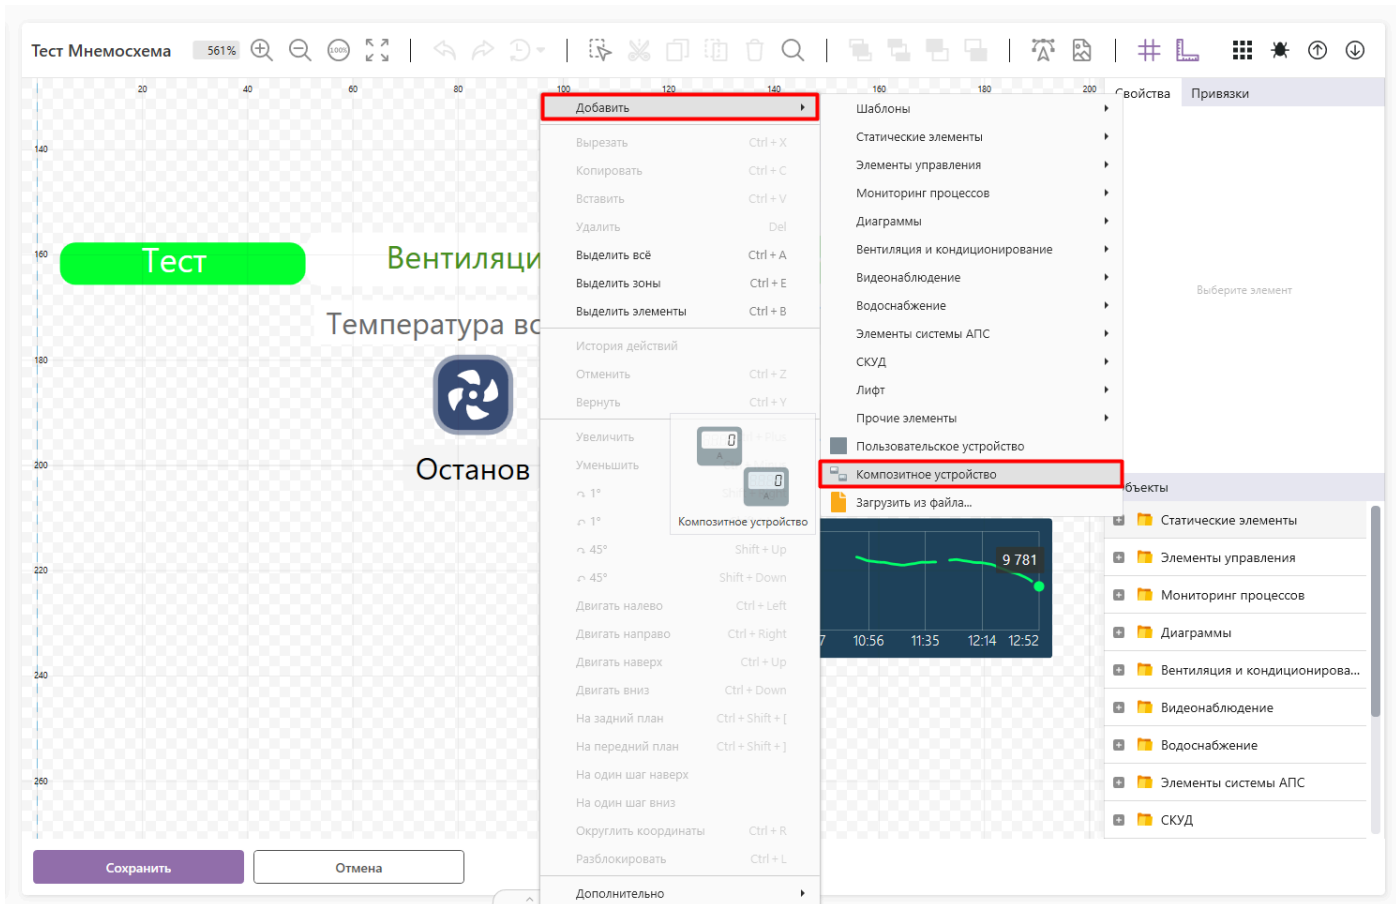 Тест Мнемосхема 561% 100%
20 40 60 80 100 120 140 160 180 200
Свойства Привязки
Добавить
Вырезать Ctrl + X
Копировать Ctrl + C
Вставить Ctrl + V
Удалить Del
Выделить всё Ctrl + A
Выделить зоны Ctrl + E
Выделить элементы Ctrl + B
История действий
Отменить Ctrl + Z
Вернуть Ctrl + Y
Увеличить
Уменьшить
1°
1°
45° Shift + Up
45° Shift + Down
Двигать налево Ctrl + Left
Двигать направо Ctrl + Right
Двигать наверх Ctrl + Up
Двигать вниз Ctrl + Down
На задний план Ctrl + Shift + [
На передний план Ctrl + Shift + ]
На один шаг наверх
На один шаг вниз
Округлить координаты Ctrl + R
Разблокировать Ctrl + L
Дополнительно
Шаблоны
Статические элементы
Элементы управления
Мониторинг процессов
Диаграммы
Вентиляция и кондиционирование
Видеонаблюдение
Водоснабжение
Элементы системы АПС
СКУД
Лифт
Прочие элементы
Пользовательское устройство
Композитное устройство
Загрузить из файла...
0
A
0
A
Композитное устройство
140
160
180
200
220
240
260
Тест
Вентиляци
Температура вс
Останов
9 781
7 10:56 11:35 12:14 12:52
Выберите элемент
бъекты
Статические элементы
Элементы управления
Мониторинг процессов
Диаграммы
Вентиляция и кондиционирова...
Видеонаблюдение
Водоснабжение
Элементы системы АПС
СКУД
Сохранить Отмена